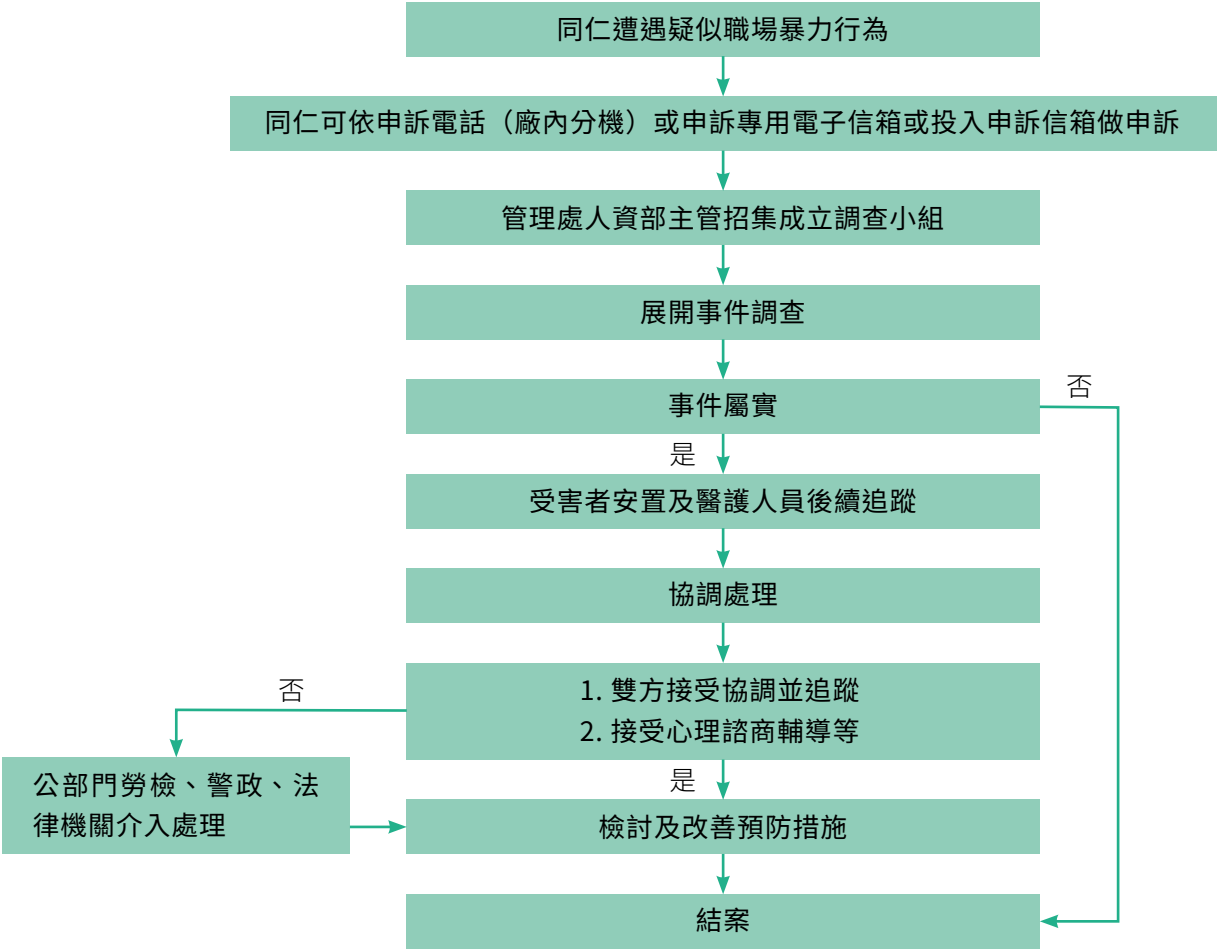 同仁遭遇疑似職場暴力行為
同仁可依申訴電話（廠內分機）或申訴專用電子信箱或投入申訴信箱做申訴
管理處人資部主管招集成立調查小組
展開事件調查
事件屬實
否
是
受害者安置及醫護人員後續追蹤
協調處理
1. 雙方接受協調並追蹤
2. 接受心理諮商輔導等
否
是
公部門勞檢、警政、法
律機關介入處理
檢討及改善預防措施
結案